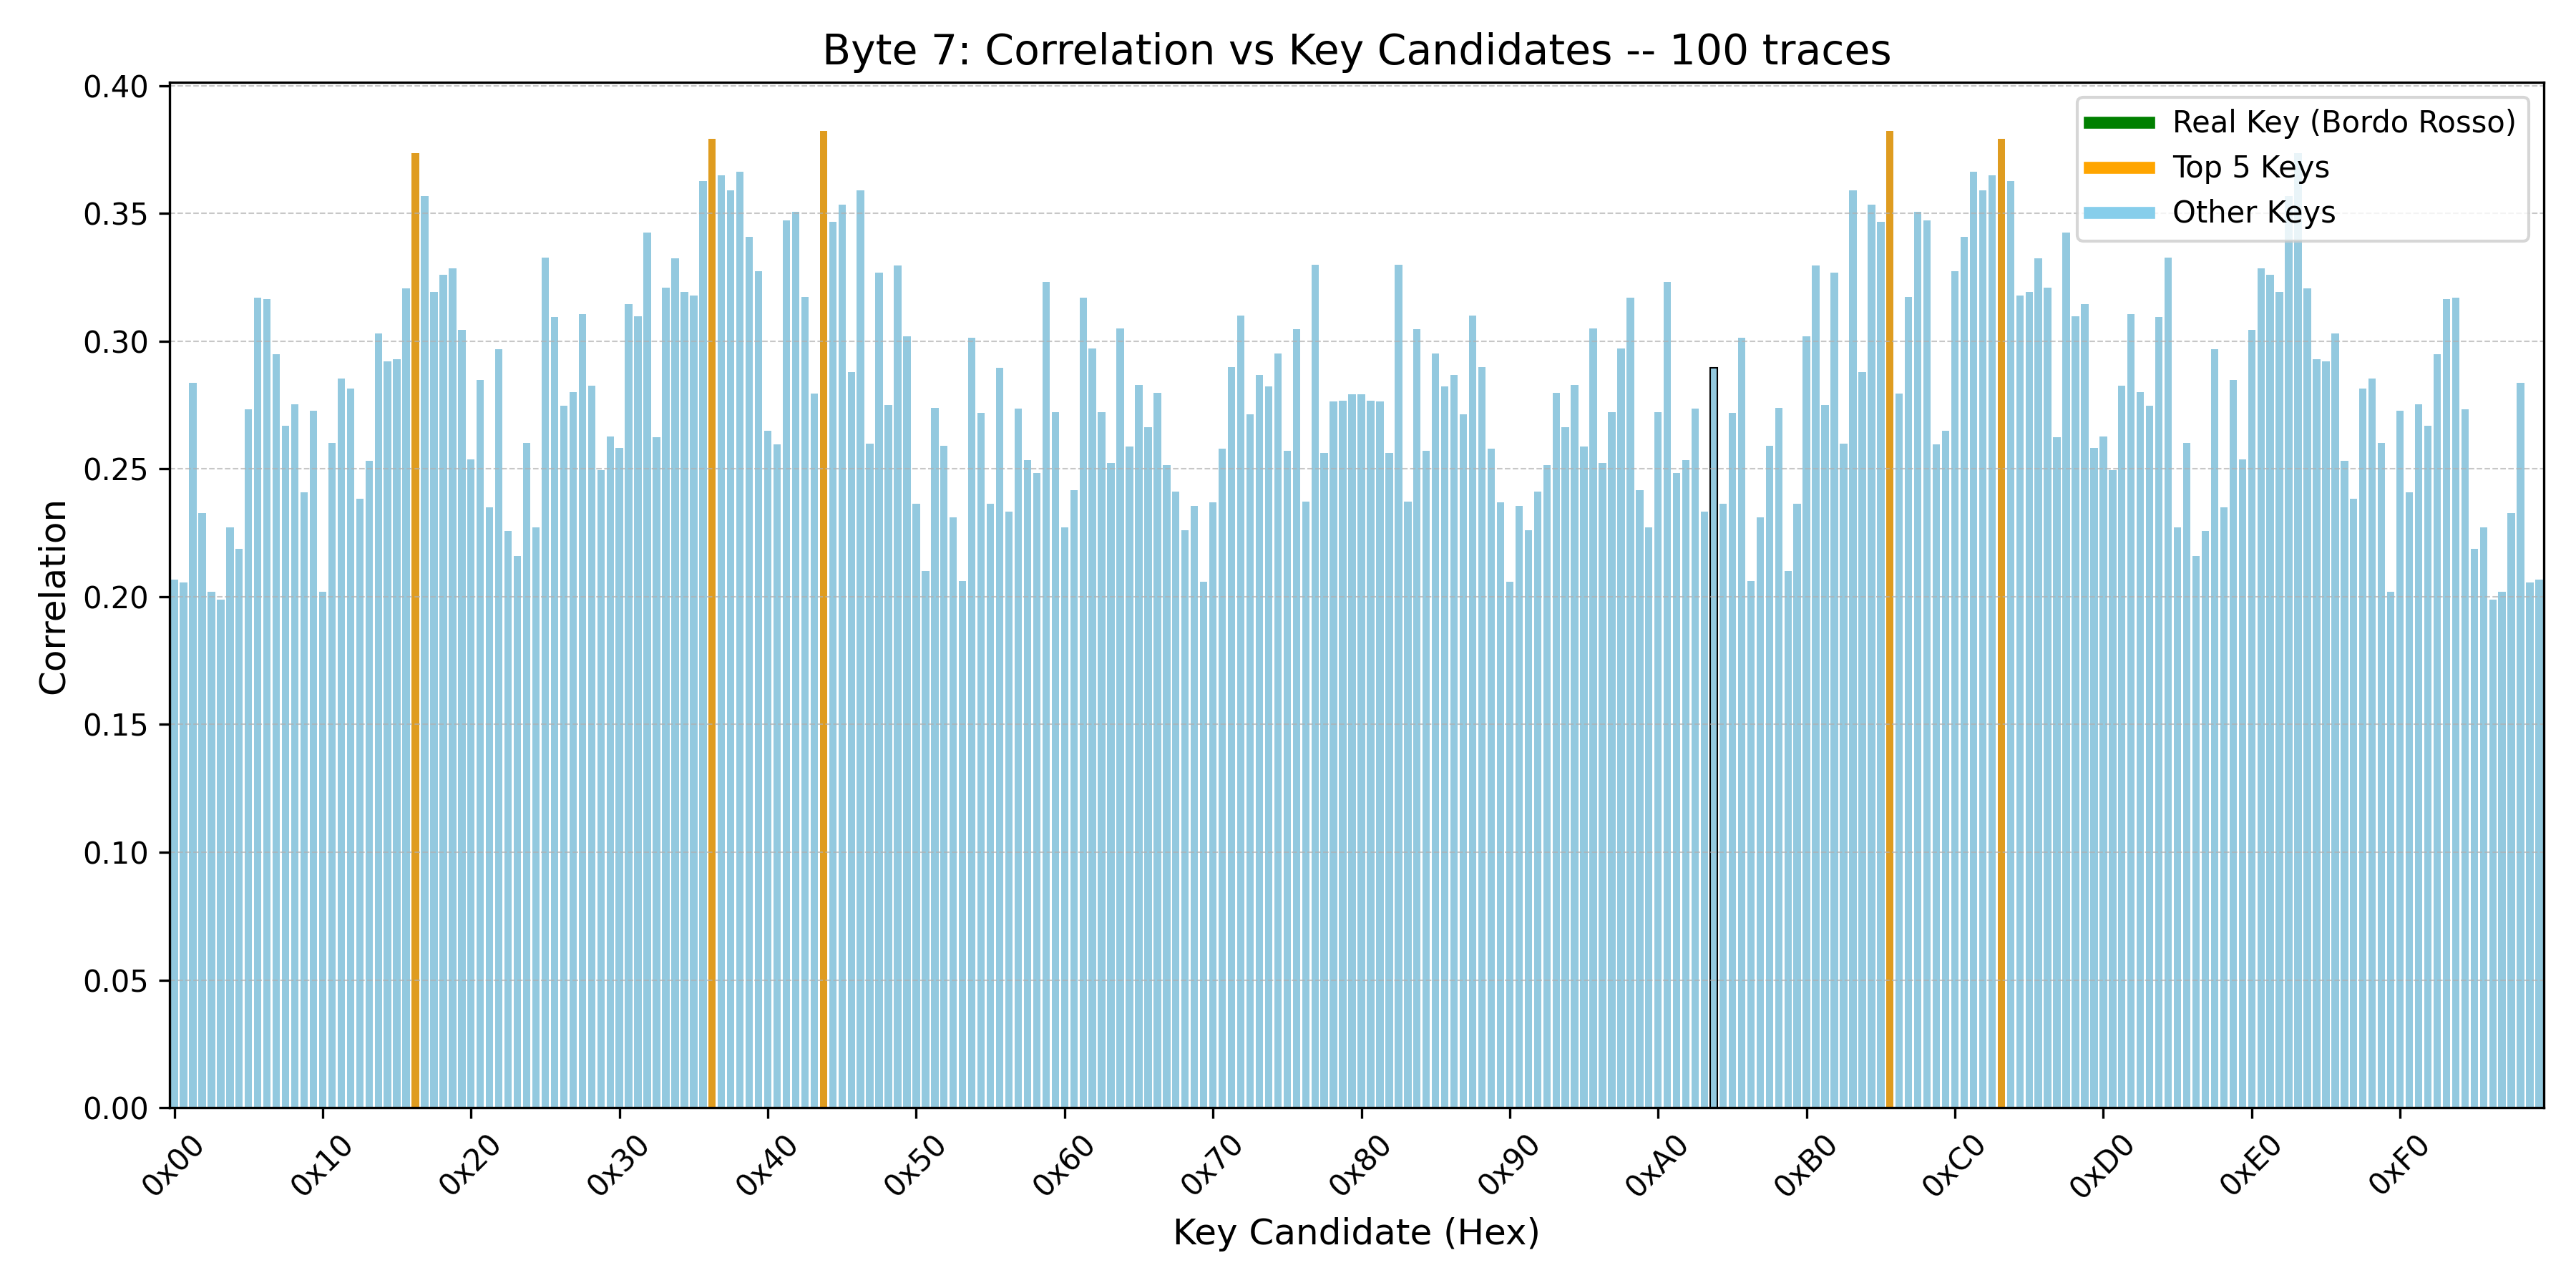 Byte 7: Correlation vs Key Candidates -- 100 traces
Real Key (Bordo Rosso)
Top 5 Keys
Other Keys
Correlation
0.40
0.35
0.30
0.25
0.20
0.15
0.10
0.05
0.00
0x00 0x10 0x20 0x30 0x40 0x50 0x60 0x70 0x80 0x90 0xA0 0xB0 0xC0 0xD0 0xE0 0xF0
Key Candidate (Hex)